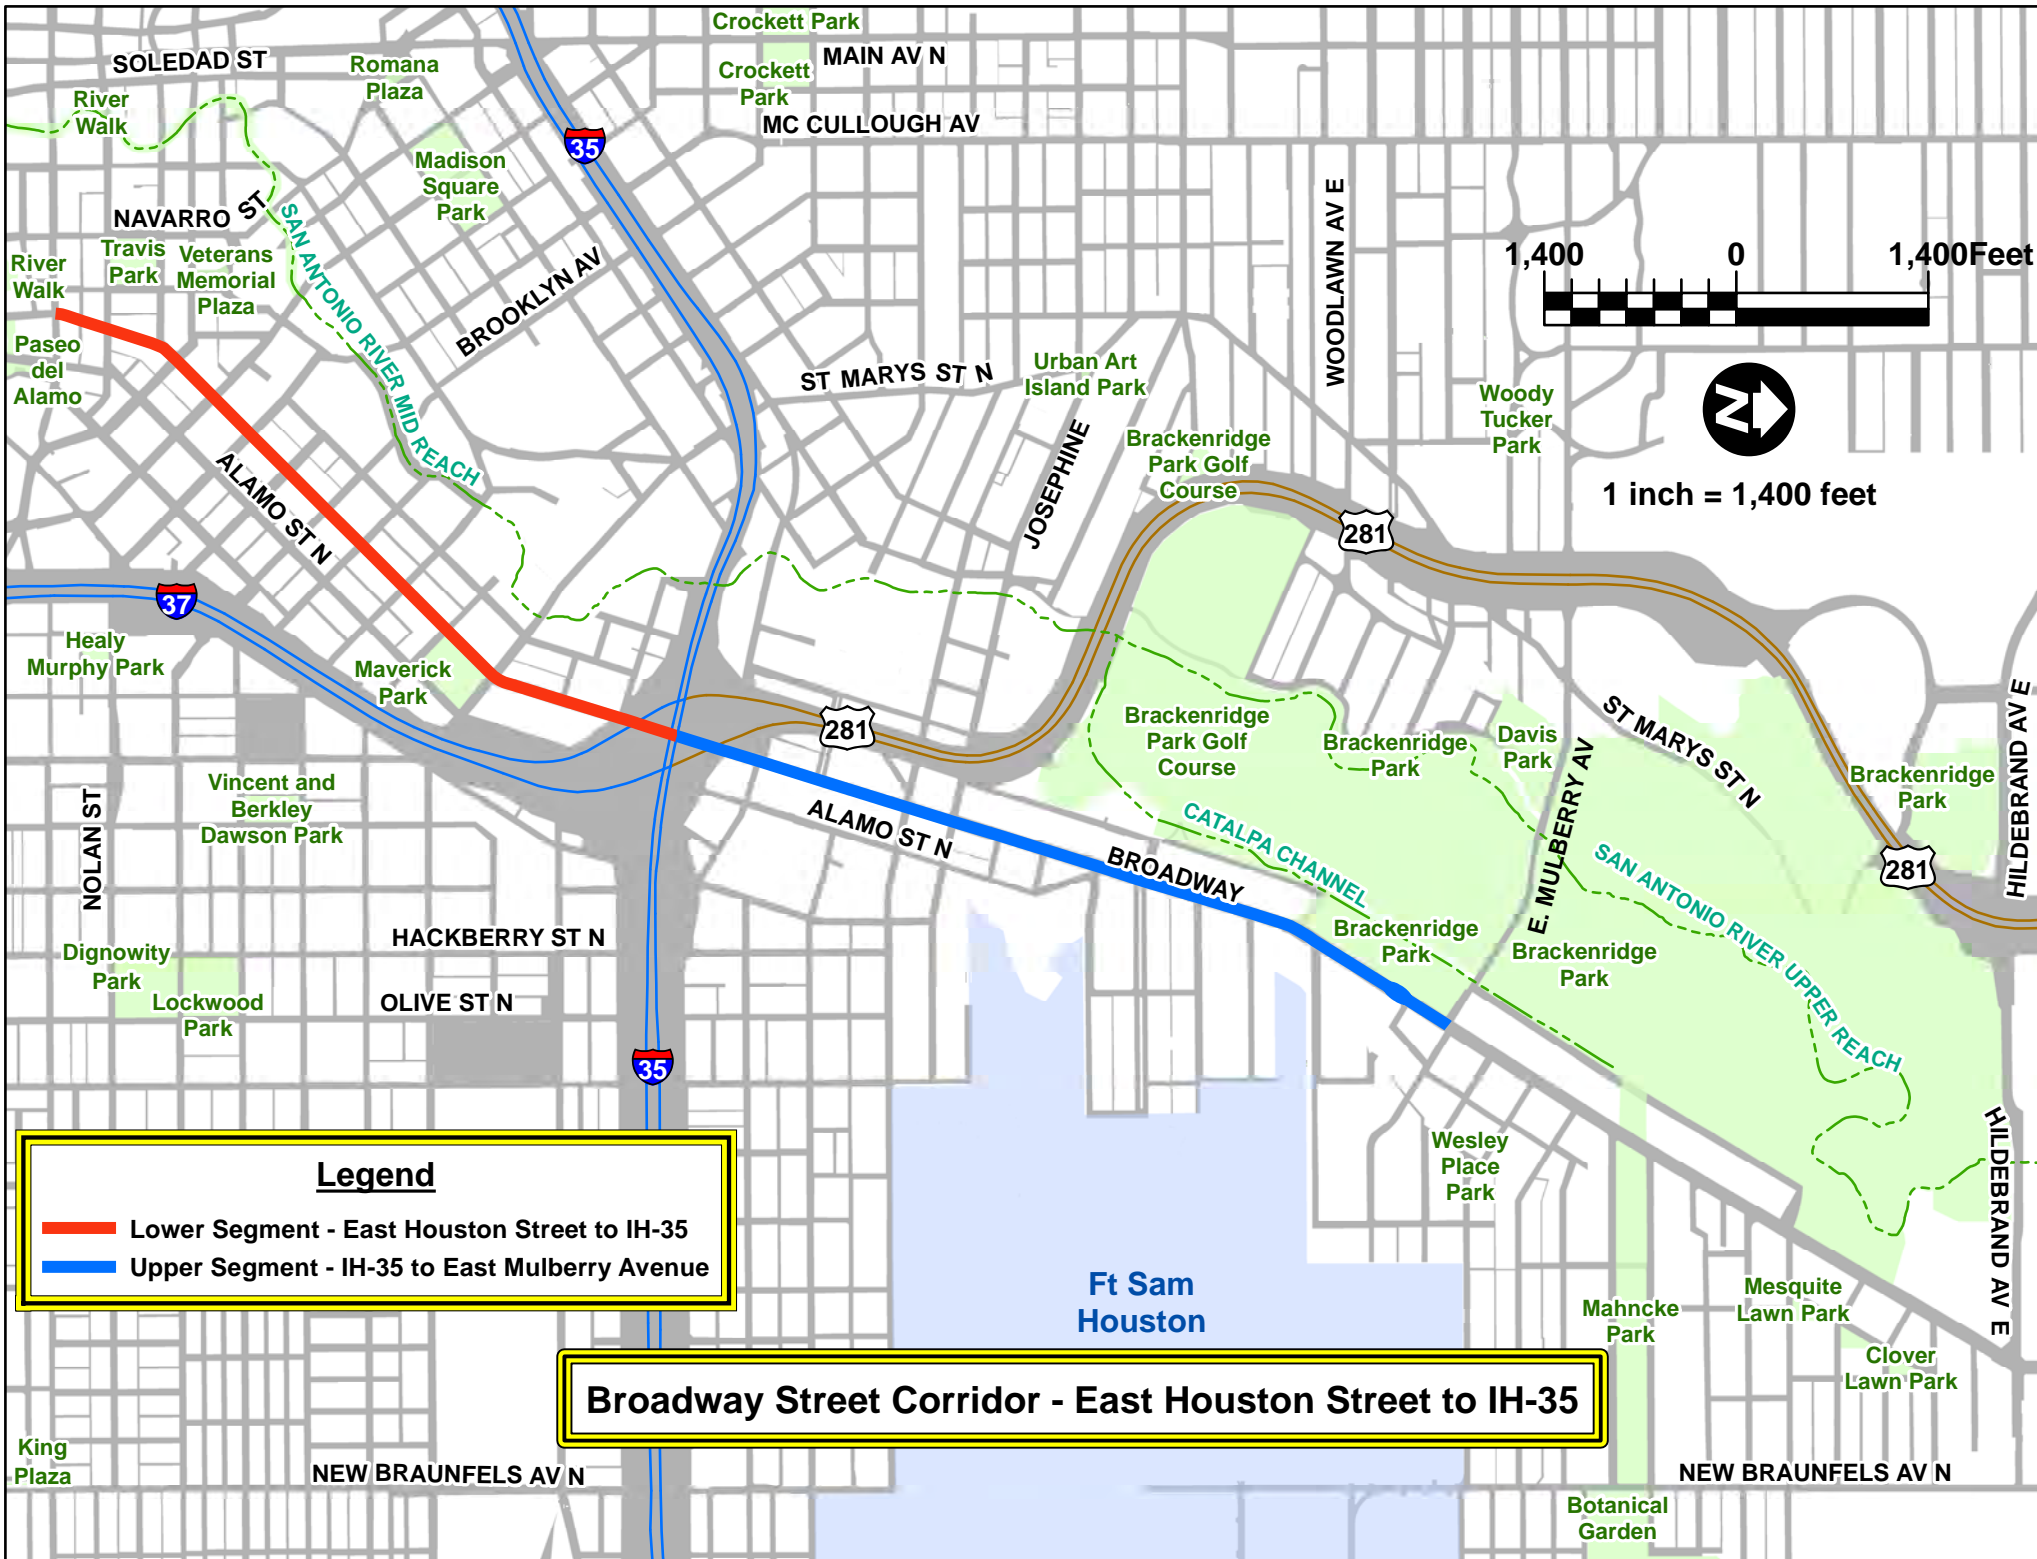 Crockett Park
SOLEDAD ST
Romana
Plaza
MAIN AV N
River
Walk
Crockett
Park
MC CULLOUGH AV
35
Madison
Square
Park
NAVARRO ST
SAN ANTONIO RIVER MID REACH
WOODLAWN AV E
Travis
Park
Veterans
Memorial
Plaza
River
Walk
BROOKLYN AV
1,400 0 1,400Feet
Paseo
del
Alamo
ST MARYS ST N
Urban Art
Island Park
Woody
Tucker
Park
N
1 inch = 1,400 feet
ALAMO ST N
JOSEPHINE
Brackenridge
Park Golf
Course
281
37
Healy
Murphy Park
Maverick
Park
281
Brackenridge
Park Golf
Course
Brackenridge
Park
Davis
Park
ST MARYS ST N
HILDEBRAND AV E
Brackenridge
Park
E. MULBERRY AV
Vincent and
Berkley
Dawson Park
NOLAN ST
ALAMO ST N
BROADWAY
CATALPA CHANNEL
SAN ANTONIO RIVER UPPER REACH
281
HACKBERRY ST N
Brackenridge
Park
Brackenridge
Park
Dignowity
Park
Lockwood
Park
OLIVE ST N
35
Wesley
Place
Park
HILDEBRAND AV E
Legend
Lower Segment - East Houston Street to IH-35
Upper Segment - IH-35 to East Mulberry Avenue
Ft Sam
Houston
Mahncke
Park
Mesquite
Lawn Park
Clover
Lawn Park
Broadway Street Corridor - East Houston Street to IH-35
King
Plaza
NEW BRAUNFELS AV N
NEW BRAUNFELS AV N
Botanical
Garden